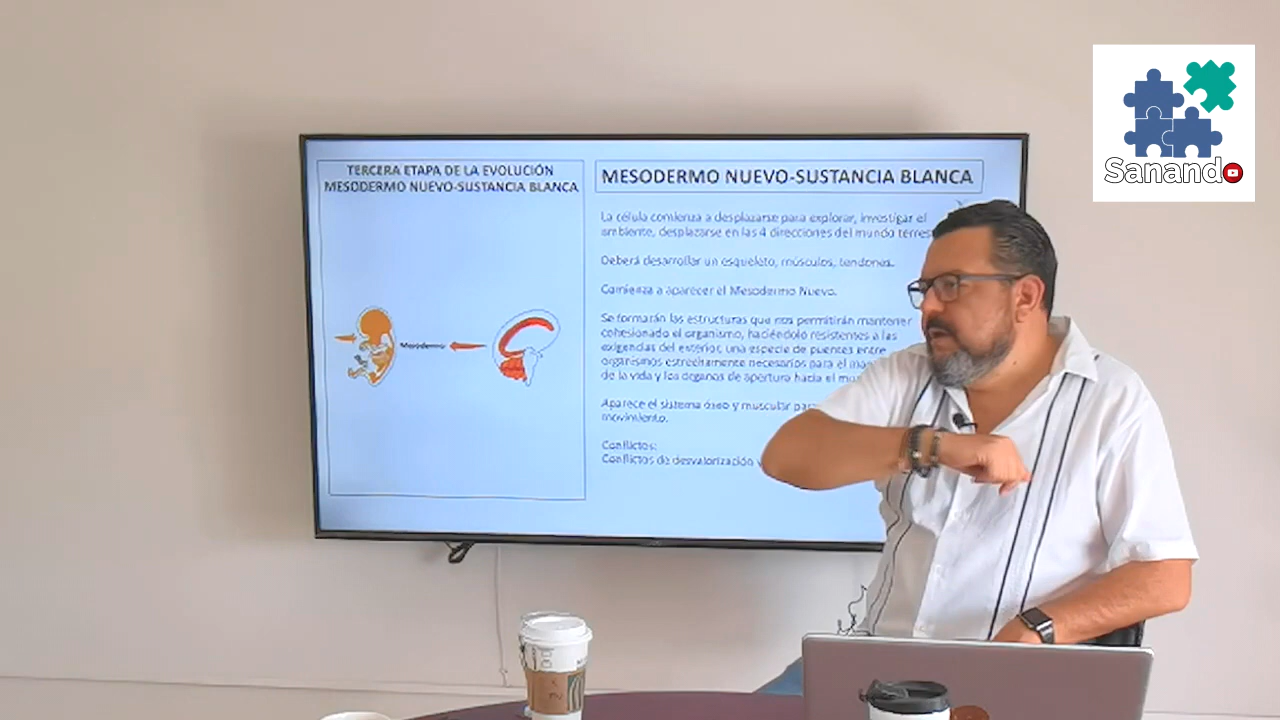 Sanando
TERCERA ETAPA DE LA EVOLUCIÓN
MESODERMO NUEVO-SUSTANCIA BLANCA
Mesodermo
MESODERMO NUEVO-SUSTANCIA BLANCA
La célula comienza a desplazarse para explorar, investigar el
ambiente, desplazarse en las 4 direcciones del mundo
Deberá desarrollar un esqueleto, músculos, tendones.
Comienza a aparecer el Mesodermo Nuevo.
Se formarán las estructuras que nos permitirán mantener
cohesionado el organismo, haciéndolo resistentes a las
exigencias del exterior, una especie de puentes entre
organismos estrechamente necesarios para el
de la vida y los órganos de apertura hacia el
Aparece el sistema óseo y muscular
movimiento.
Conflictos:
Conflictos de desvalorización